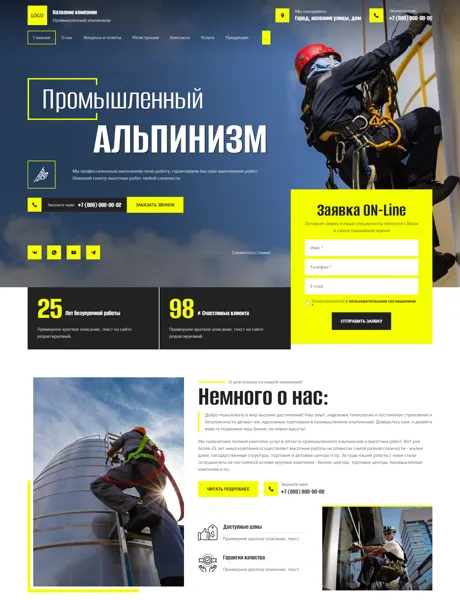 LOGO
Название компании
Промышленный альпинизм
Мы находимся:
Город, название улицы, дом
Звоните нам:
+7 (000) 000-00-02
Главная
О нас
Вопросы и ответы
Регистрация
Контакты
Услуги
Продукция
...
Промышленный
АЛЬПИНИЗМ
Мы профессионально выполняем свою работу, гарантируем быстрое выполнение работ.
Широкий спектр высотных работ любой сложности.
Звоните нам: +7 (000) 000-00-02
ЗАКАЗАТЬ ЗВОНОК
Свяжитесь с нами!
Заявка ON-Line
Оставьте заявку и наши специалисты свяжутся с Вами
в самое ближайшее время
Имя *
Телефон *
E-mail
с пользовательским соглашением
*
ОТПРАВИТЬ ЗАЯВКУ
25 Лет безупречной работы
Примерное краткое описание, текст на сайте
редактируемый.
98 Счастливых клиента
Примерное краткое описание, текст на сайте
редактируемый.
О деятельности нашей компании!
Немного о нас:
Добро пожаловать в мир высоких достижений! Наш опыт, надежные технологии и постоянное стремление к
безопасности делают нас идеальным партнером в промышленном альпинизме. Доверьтесь нам, и давайте
вместе поднимем ваш бизнес на новые высоты!
Мы предлагаем полный комплекс услуг в области промышленного альпинизма и высотных работ. Вот уже
более 25 лет наша компания осуществляет высотные работы на объектах самой разной сложности - жилые
дома, государственные структуры, торговые и деловые центры и пр. За годы нашей работы с нами стали
сотрудничать на постоянной основе крупные компании - бизнес центры, торговые центры, промышленные
компании и пр.
ЧИТАТЬ ПОДРОБНЕЕ
Звоните нам:
+7 (000) 000-00-00
Доступные цены
Примерное краткое описание, текст.
Гарантия качества
Примерное краткое описание, текст.